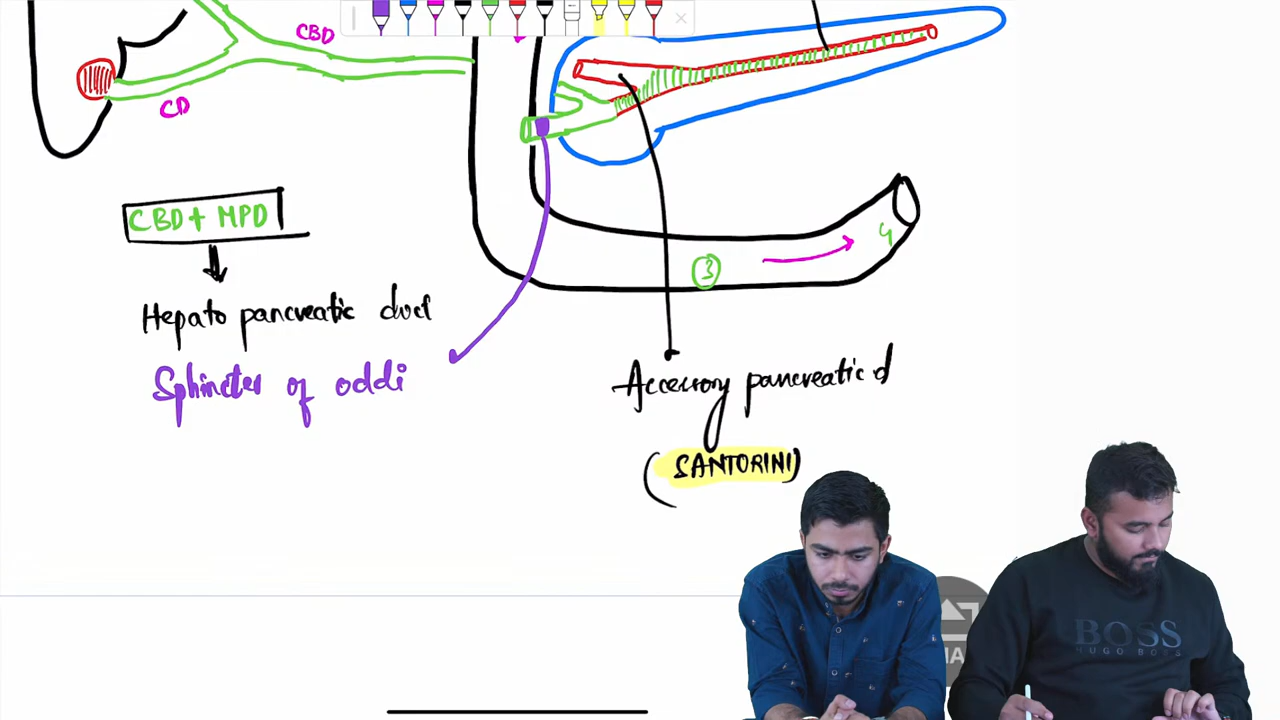 CBD
CD
CBD + MPD
Hepato pancreatic duct
Sphincter of oddi
3
4
Accessory pancreatic d
(SANTORINI)
BOSS
HUGO BOSS